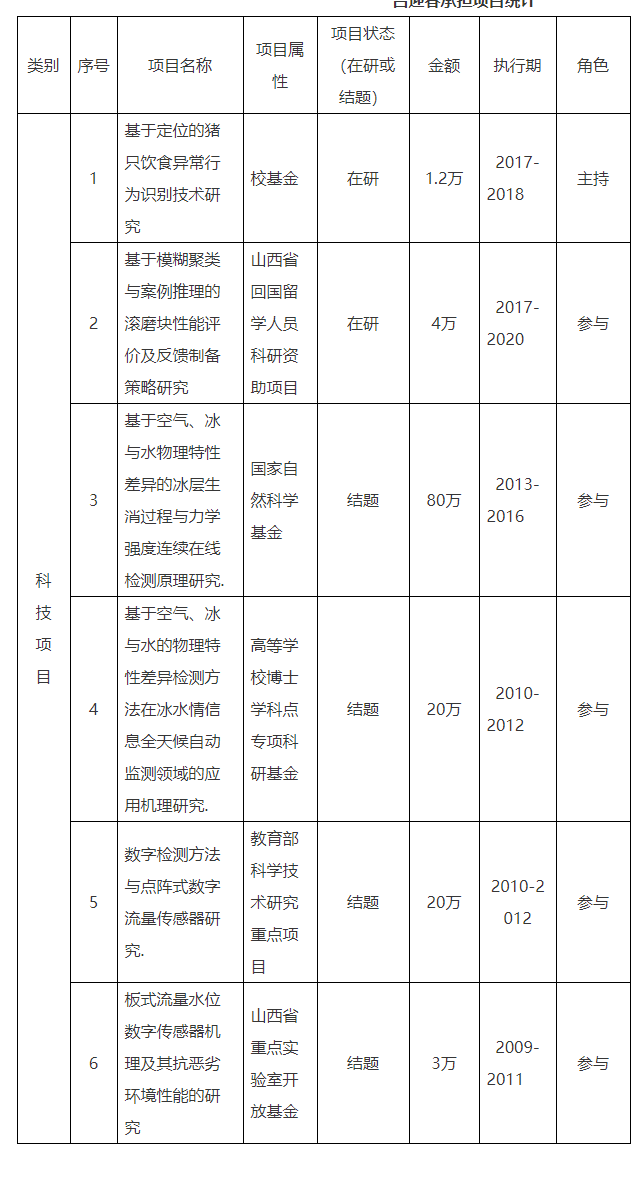 吕迎春承担项目统计
类别
序号
项目名称
项目属
性
项目状态
（在研或
结题）
金额
执行期
角色
科
技
项
目
1
基于定位的猪
只饮食异常行
为识别技术研
究
校基金
在研
1.2万
2017-
2018
主持
2
基于模糊聚类
与案例推理的
滚磨块性能评
价及反馈制备
策略研究
山西省
回国留
学人员
科研资
助项目
在研
4万
2017-
2020
参与
3
基于空气、冰
与水物理特性
差异的冰层生
消过程与力学
强度连续在线
检测原理研究.
国家自
然科学
基金
结题
80万
2013-
2016
参与
4
基于空气、冰
与水的物理特
性差异检测方
法在冰水情信
息全天候自动
监测领域的应
用机理研究.
高等学
校博士
学科点
专项科
研基金
结题
20万
2010-
2012
参与
5
数字检测方法
与点阵式数字
流量传感器研
究.
教育部
科学技
术研究
重点项
目
结题
20万
2010-2
012
参与
6
板式流量水位
数字传感器机
理及其抗恶劣
环境性能的研
究
山西省
重点实
验室开
放基金
结题
3万
2009-
2011
参与